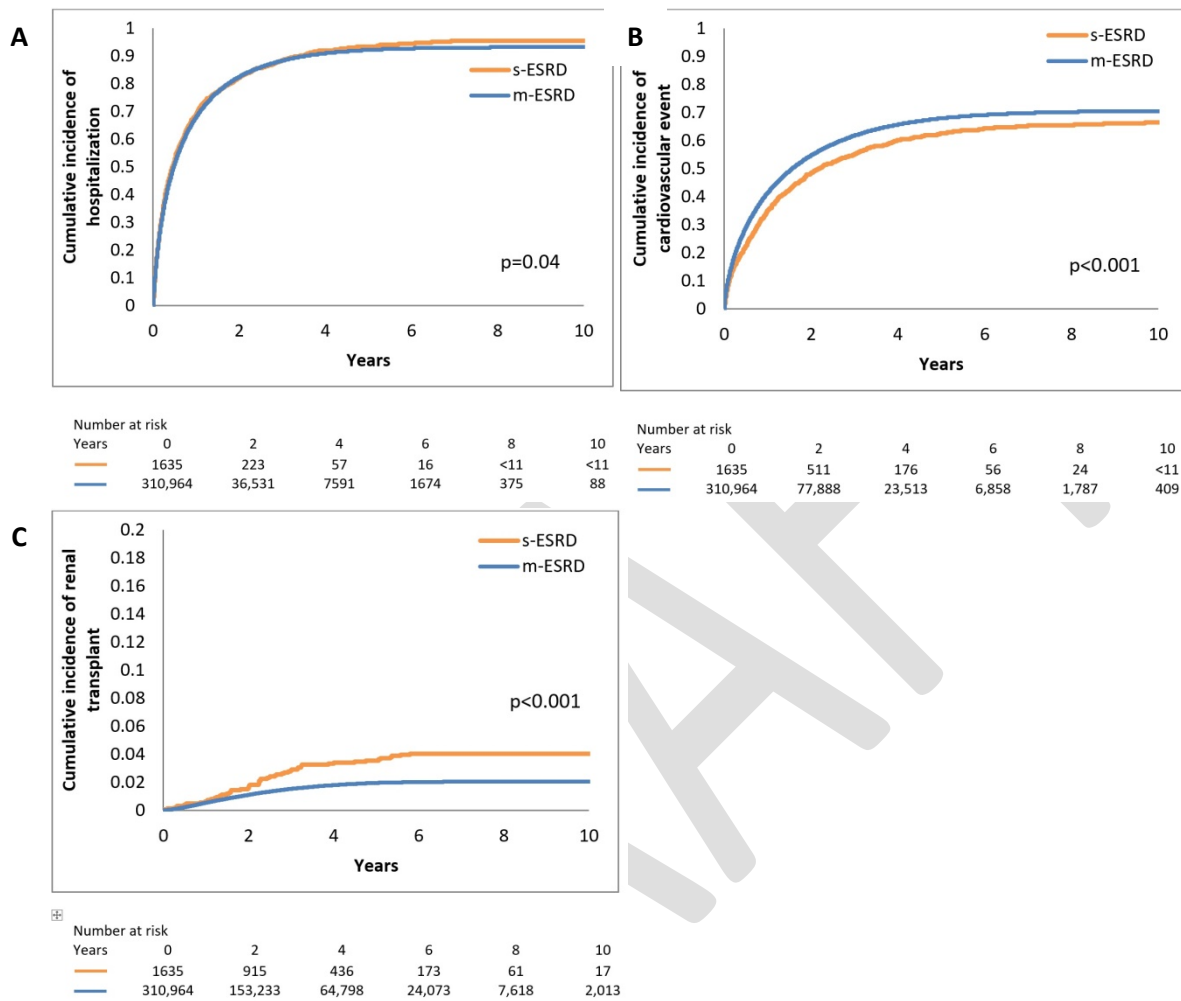 A
Cumulative incidence of
hospitalization
1
0.9
0.8
0.7
0.6
0.5
0.4
0.3
0.2
0.1
0
s-ESRD
m-ESRD
p=0.04
0 2 4 6 8 10
Years
Number at risk
Years 0 2 4 6 8 10
1635 223 57 16 <11 <11
310,964 36,531 7591 1674 375 88
B
Cumulative incidence of
cardiovascular event
1
0.9
0.8
0.7
0.6
0.5
0.4
0.3
0.2
0.1
0
s-ESRD
m-ESRD
p<0.001
0 2 4 6 8 10
Years
Number at risk
Years 0 2 4 6 8 10
1635 511 176 56 24 <11
310,964 77,888 23,513 6,858 1,787 409
C
Cumulative incidence of renal
transplant
0.2
0.18
0.16
0.14
0.12
0.1
0.08
0.06
0.04
0.02
0
s-ESRD
m-ESRD
p<0.001
0 2 4 6 8 10
Years
Number at risk
Years 0 2 4 6 8 10
1635 915 436 173 61 17
310,964 153,233 64,798 24,073 7,618 2,013